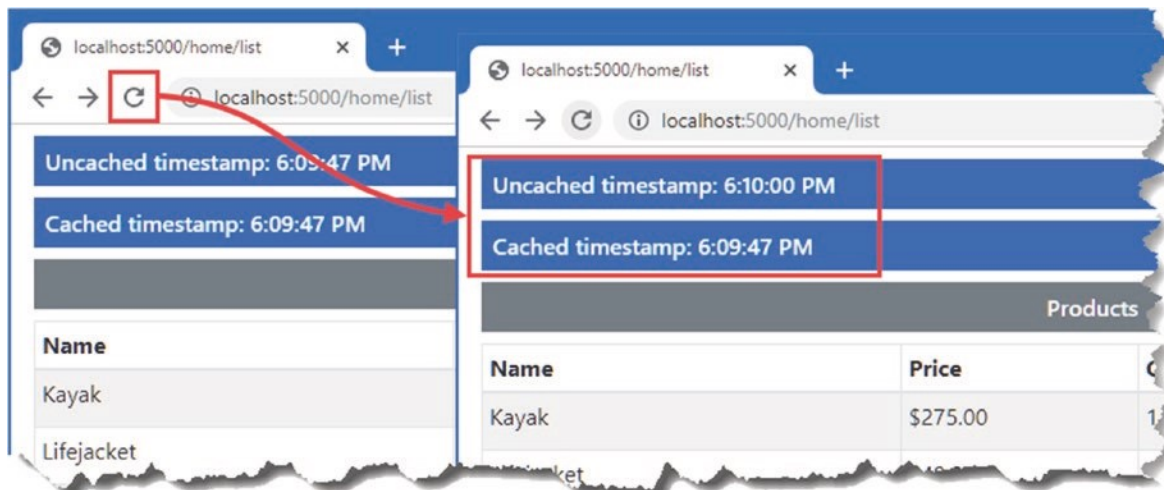 localhost:5000/home/list
localhost:5000/home/list
Uncached timestamp: 6:09:47 PM
Cached timestamp: 6:09:47 PM
Name
Kayak
Lifejacket
localhost:5000/home/list
localhost:5000/home/list
Uncached timestamp: 6:10:00 PM
Cached timestamp: 6:09:47 PM
Products
Name Price
Kayak $275.00